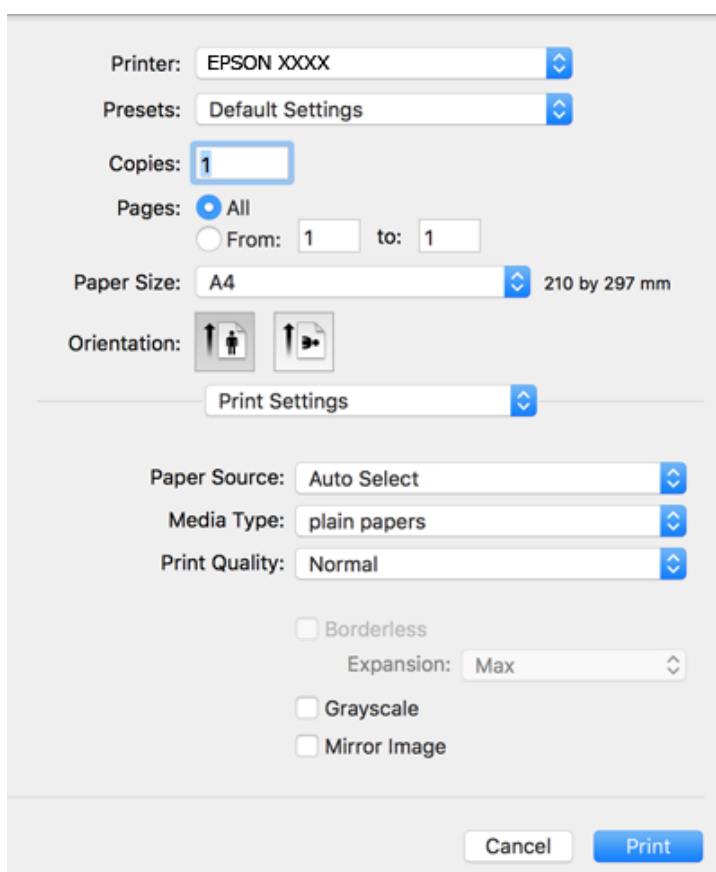 Printer: EPSON XXXX
Presets: Default Settings
Copies: 1
Pages: All
From: 1 to: 1
Paper Size: A4 210 by 297 mm
Orientation:
Print Settings
Paper Source: Auto Select
Media Type: plain papers
Print Quality: Normal
Borderless
Expansion: Max
Grayscale
Mirror Image
Cancel Print